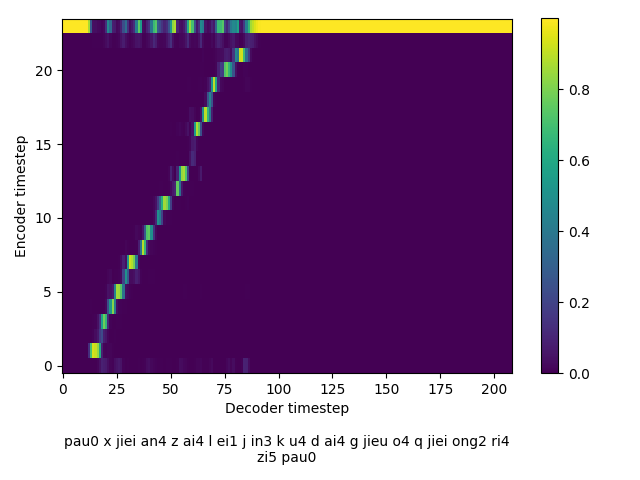 20
15
10
5
0
Encoder timestep
0 25 50 75 100 125 150 175 200
Decoder timestep
0.8
0.6
0.4
0.2
0.0
pau0 x jiei an4 z ai4 l ei1 j in3 k u4 d ai4 g jieu o4 q jiei ong2 ri4
zi5 pau0